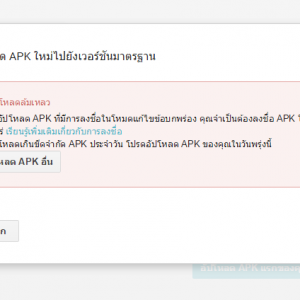 APK ใหม่ไปยังเวอร์ชันมาตรฐาน
โหลดล้มเหลว
อัปโหลด APK ที่มีการลงชื่อในโหมดแก้ไขข้อบกพร่อง คุณจำเป็นต้องลงชื่อ APK
เรียนรู้เพิ่มเติมเกี่ยวกับการลงชื่อ
โหลดเกินขีดจำกัด APK ประจำวัน โปรดอัปโหลด APK ของคุณในวันพรุ่งนี้
หลด APK อื่น